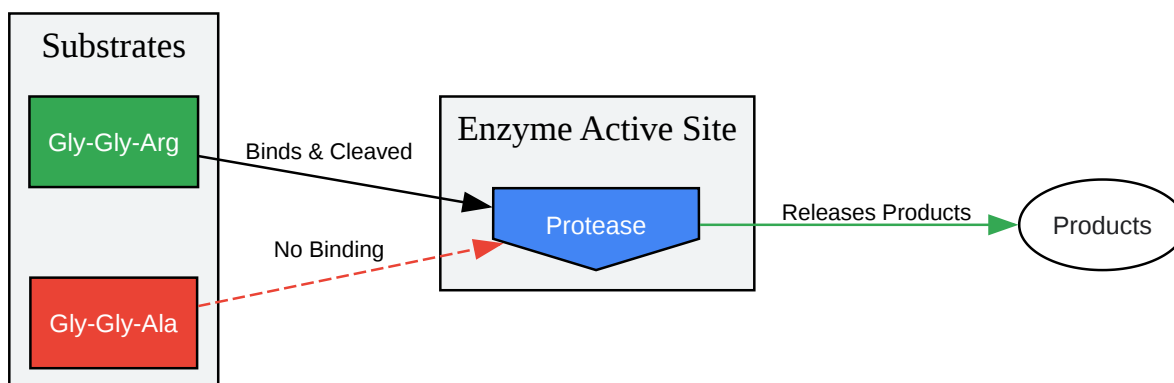 Substrates
Gly-Gly-Arg
Gly-Gly-Ala
Binds & Cleaved
No Binding
Enzyme Active Site
Protease
Releases Products
Products